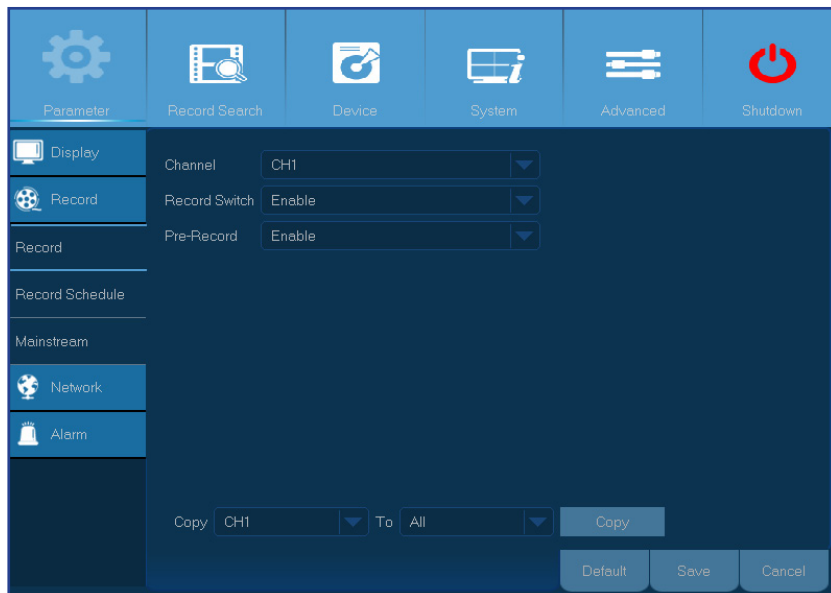 Parameter
Record Search
Device
System
Advanced
Shutdown
Display
Record
Record
Record Schedule
Mainstream
Network
Alarm
Channel CH1
Record Switch Enable
Pre-Record Enable
Copy CH1 To All Copy
Default Save Cancel